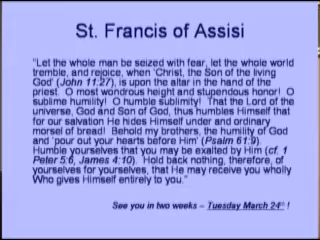 St. Francis of Assisi
"Let the whole man be seized with fear, let the whole world
tremble, and rejoice, when 'Christ, the Son of the living
God' (John 11:27), is upon the altar in the hand of the
priest.  O most wondrous height and stupendous honor!  O
sublime humility!  O humble sublimity!  That the Lord of the
universe, God and Son of God, thus humbles Himself that
for our salvation He hides Himself under and ordinary
morsel of bread!  Behold my brothers, the humility of God
and 'pour out your hearts before Him' (Psalm 61:9).
Humble yourselves that you may be exalted by Him (cf. 1
Peter 5:6, James 4:10).  Hold back nothing, therefore, of
yourselves for yourselves, that He may receive you wholly
Who gives Himself entirely to you."
See you in two weeks – Tuesday March 24th !